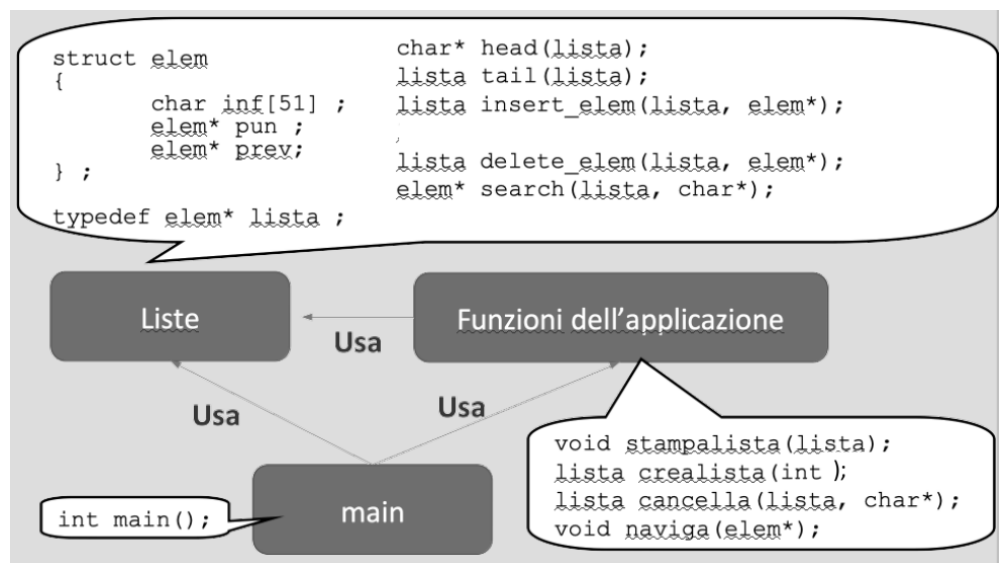 struct elem
{
char inf[51] ;
elem* pun ;
elem* prev;
} ;
typedef elem* lista ;
char* head(lista);
lista tail(lista);
lista insert_elem(lista, elem*);
,
lista delete_elem(lista, elem*);
elem* search(lista, char*);
Liste
Usa
Funzioni dell’applicazione
Usa
Usa
void stampalista(lista);
lista crealista(int );
lista cancella(lista, char*);
void naviga(elem*);
int main();
main